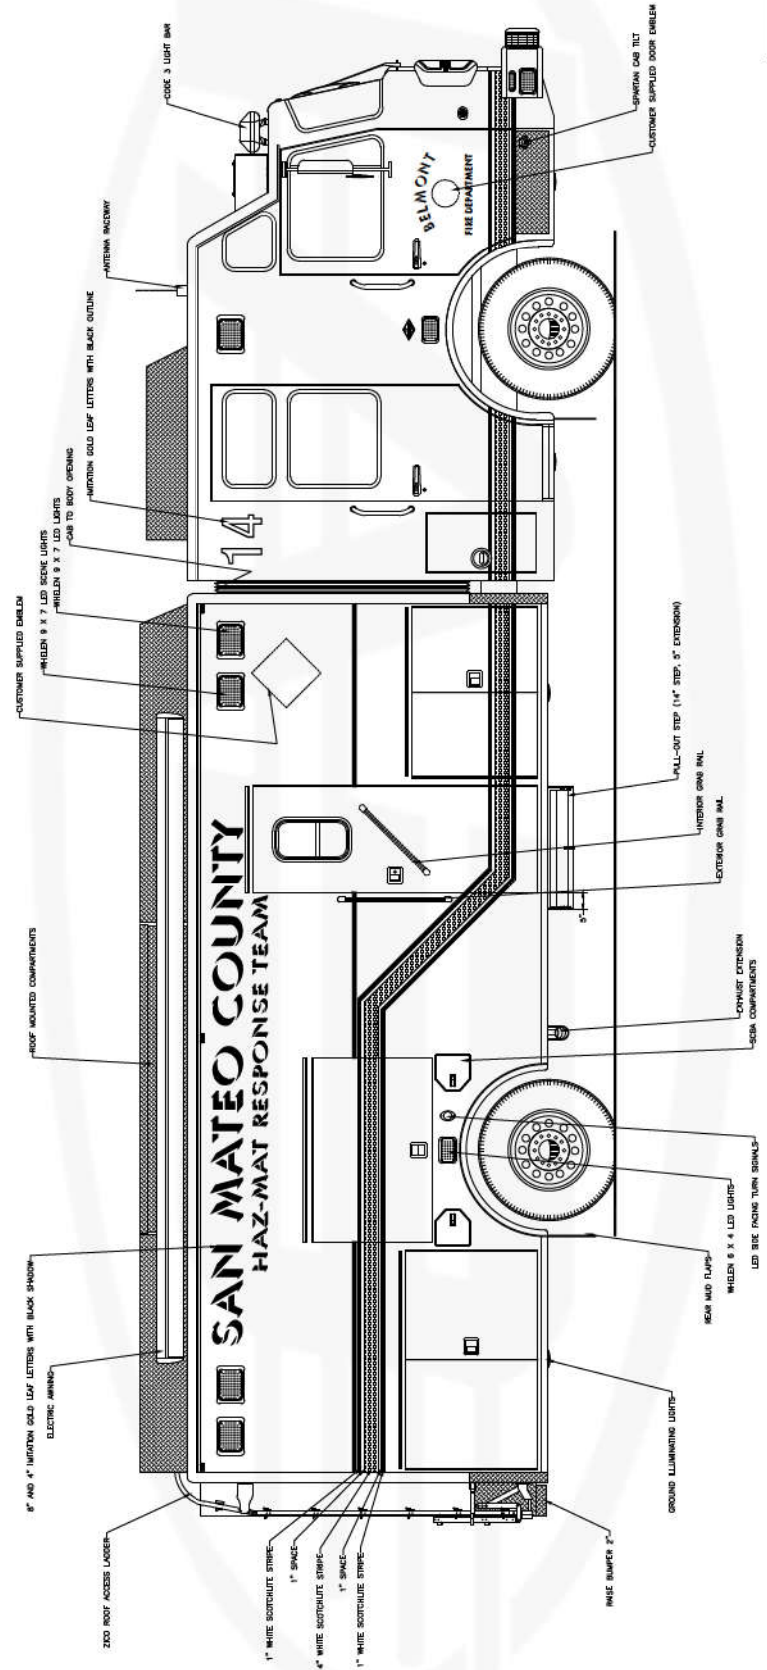 CUSTOMER SUPPLIED EMBLEM
WHELEN 9 X 7 LED SCENE LIGHTS
WHELEN 9 X 7 LED LIGHTS
CAB TO BODY OPENING
IMITATION GOLD LEAF LETTERS WITH BLACK OUTLINE
ANTENNA RACEWAY
CODE 3 LIGHT BAR
ROOF MOUNTED COMPARTMENTS
8" AND 4" IMITATION GOLD LEAF LETTERS WITH BLACK SHADOW
ELECTRIC AWNING
ZICO ROOF ACCESS LADDER
SAN MATEO COUNTY
HAZ-MAT RESPONSE TEAM
14
BELMONT
FIRE DEPARTMENT
1" WHITE SCOTCHLITE STRIPE
1" SPACE
4" WHITE SCOTCHLITE STRIPE
1" SPACE
1" WHITE SCOTCHLITE STRIPE
5"
RAISE BUMPER 2"
GROUND ILLUMINATING LIGHTS
REAR MUD FLAPS
WHELEN 6 X 4 LED LIGHTS
LED SIDE FACING TURN SIGNALS
SCBA COMPARTMENTS
EXHAUST EXTENSION
EXTERIOR GRAB RAIL
INTERIOR GRAB RAIL
PULL-OUT STEP (14" STEP, 5" EXTENSION)
SPARTAN CAB TILT
CUSTOMER SUPPLIED DOOR EMBLEM